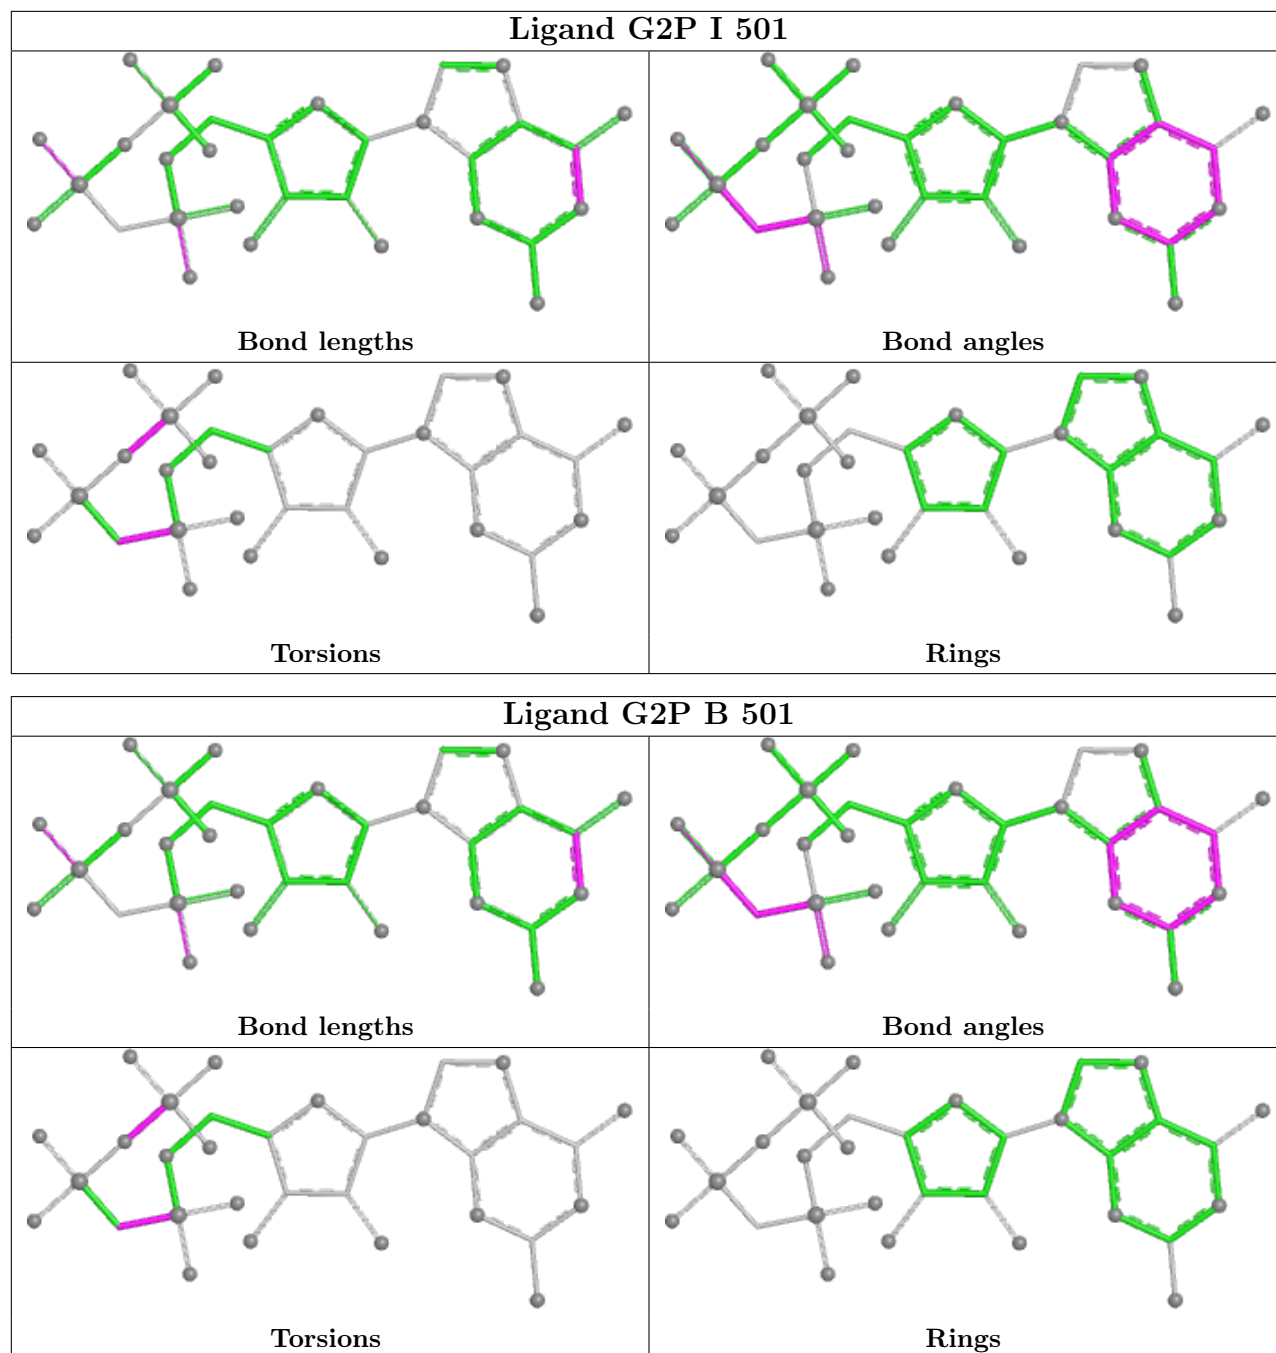 Ligand G2P I 501
Bond lengths
Bond angles
Torsions
Rings
Ligand G2P B 501
Bond lengths
Bond angles
Torsions
Rings